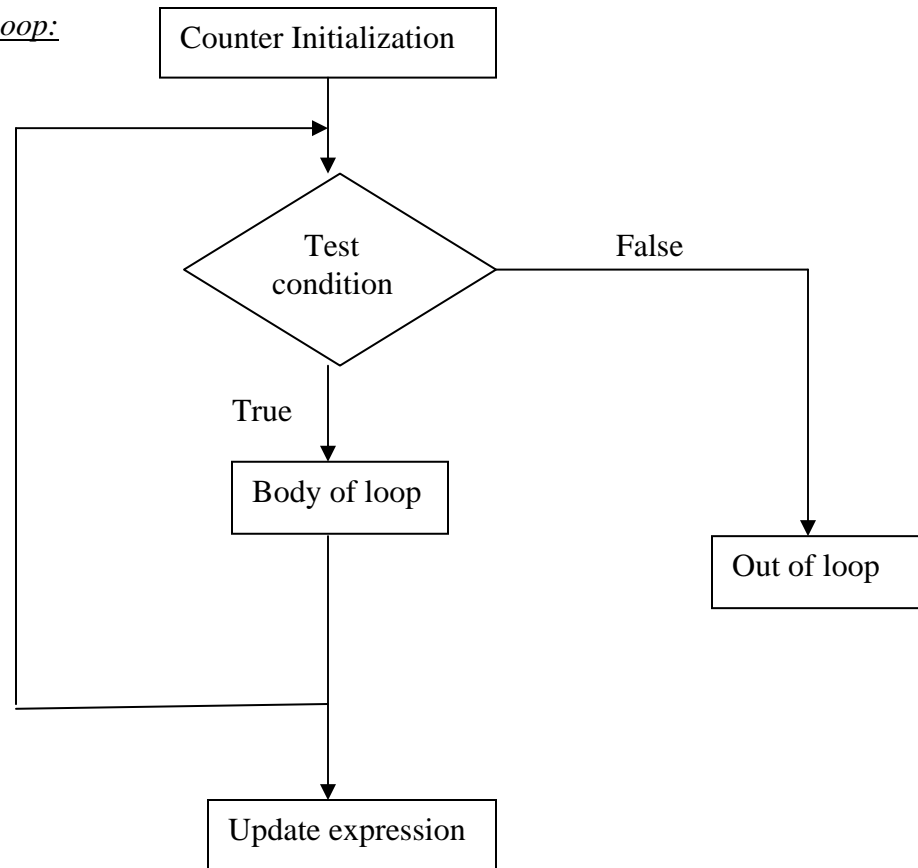 oop:
Counter Initialization
Test
condition
False
True
Body of loop
Out of loop
Update expression